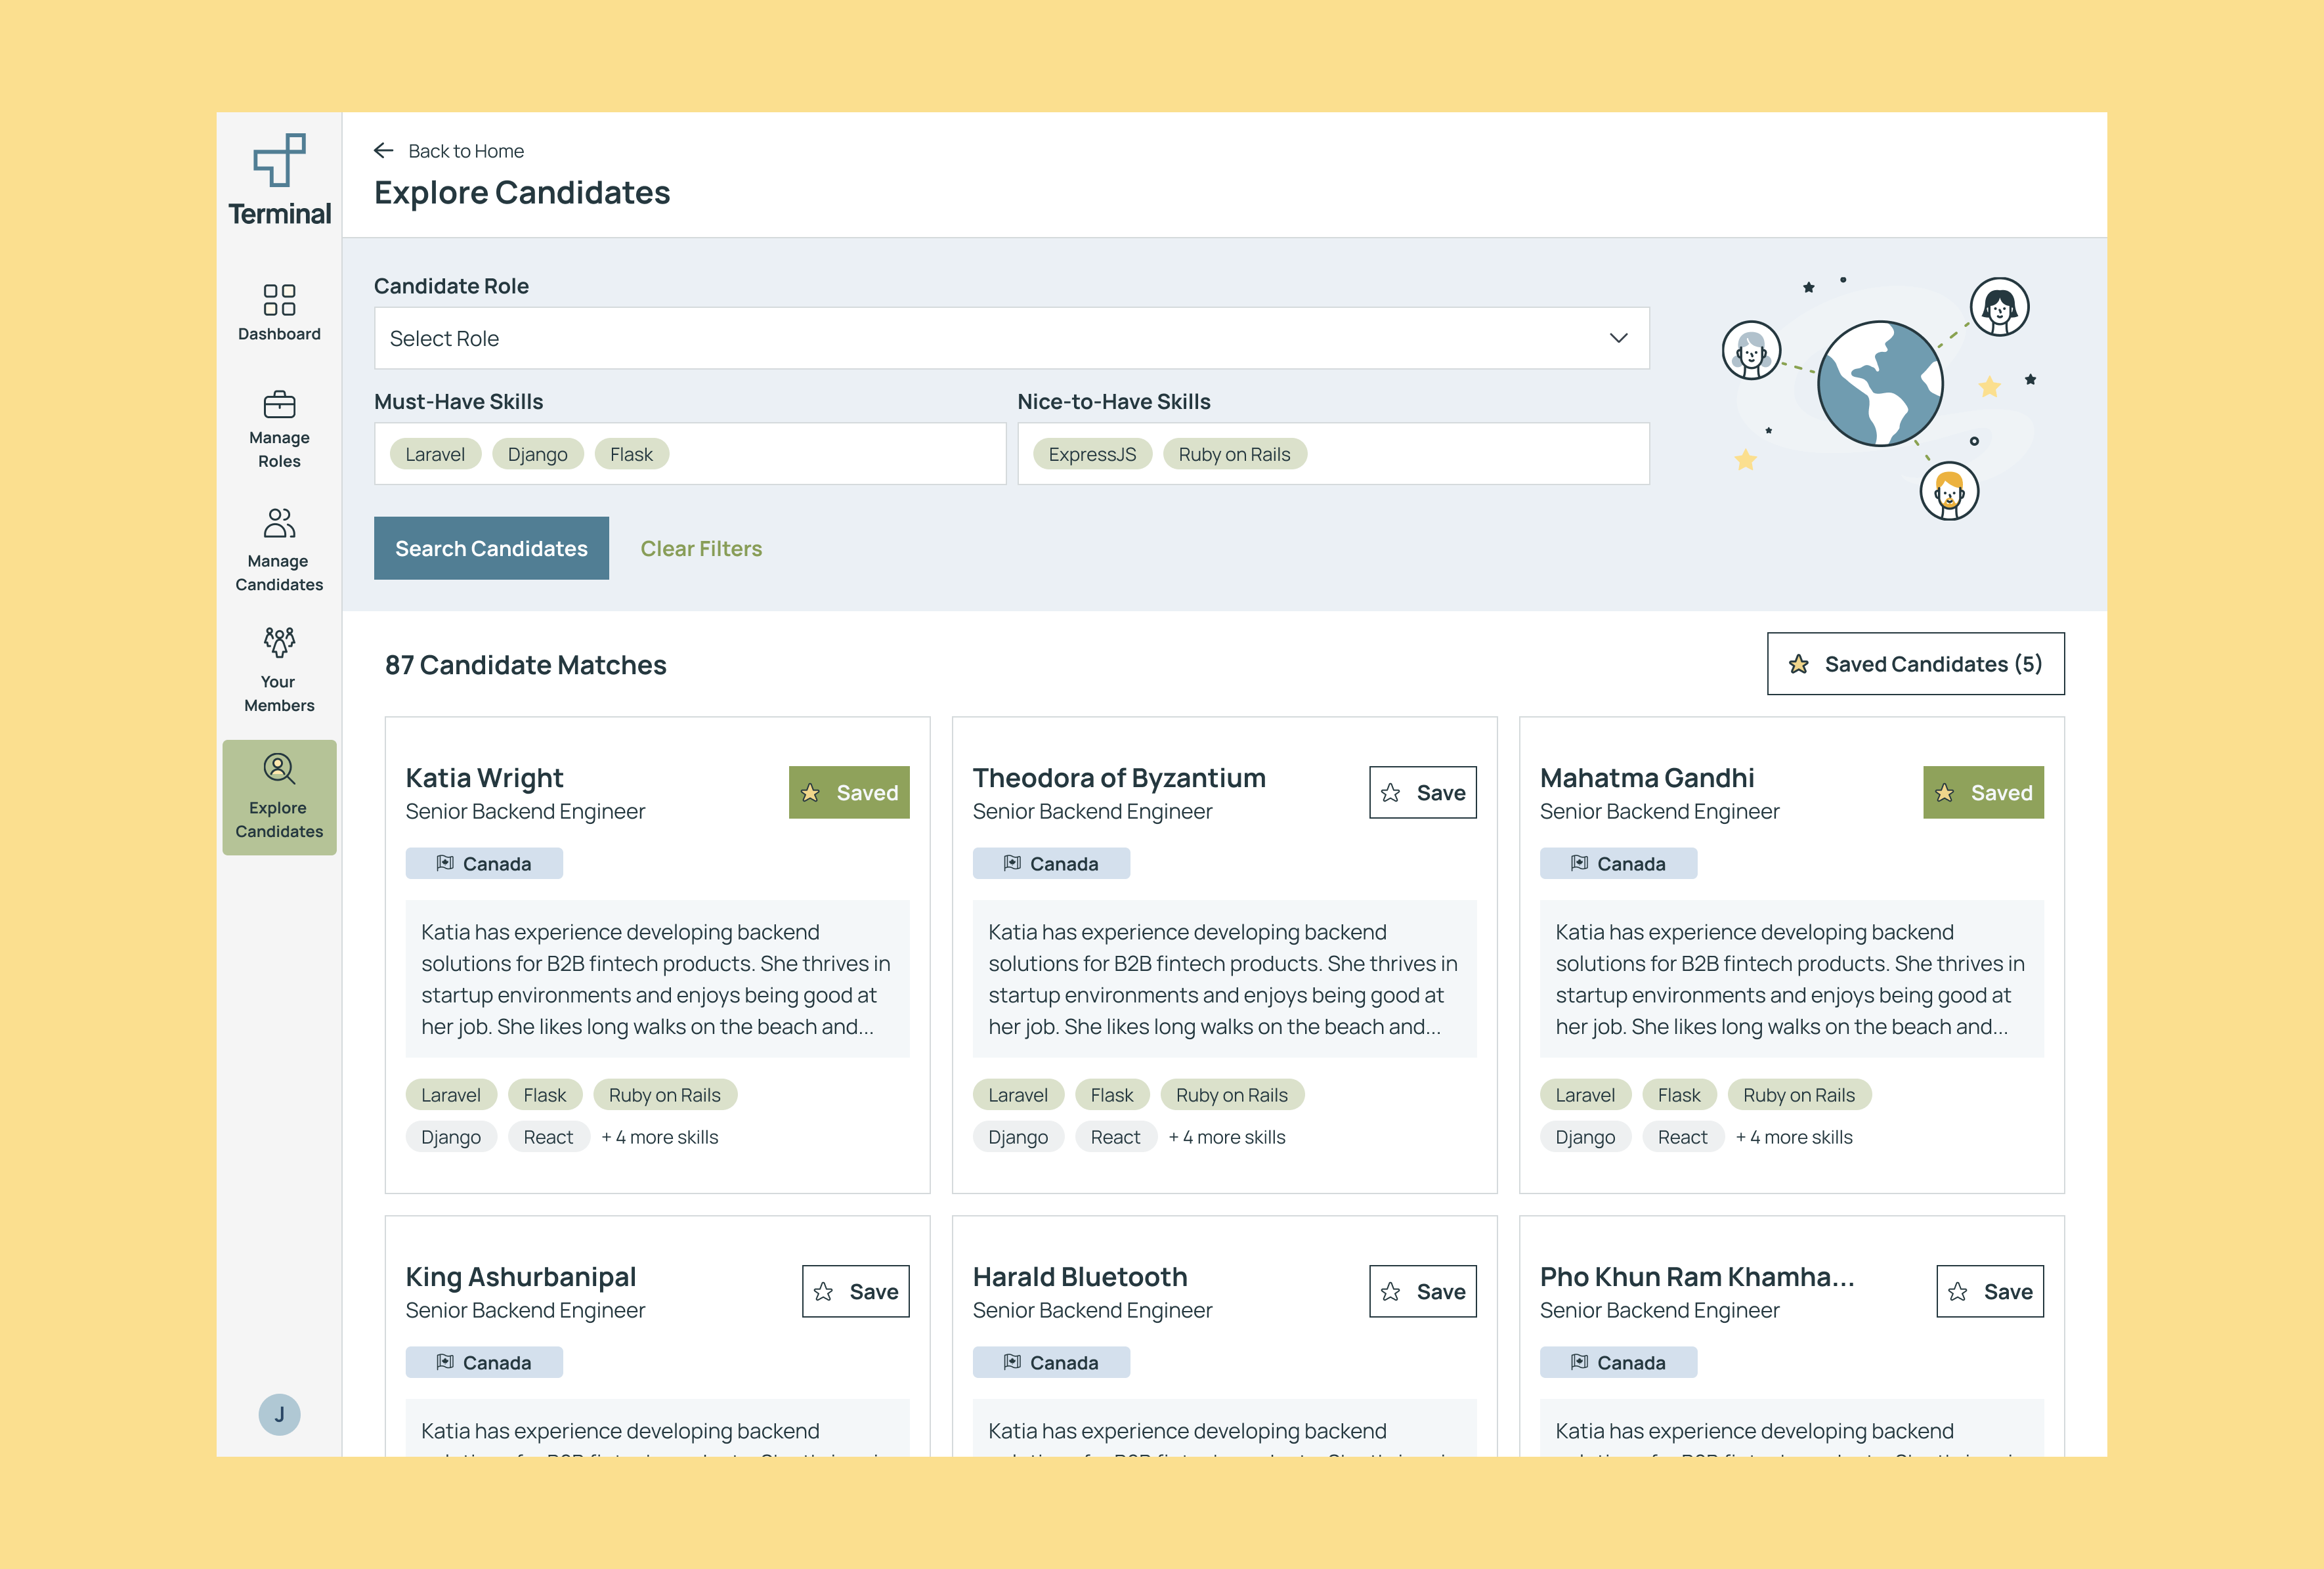 Terminal
Dashboard
Manage
Roles
Manage
Candidates
Your
Members
Explore
Candidates
J
Back to Home
Explore Candidates
Candidate Role
Select Role
Must-Have Skills
Nice-to-Have Skills
Laravel Django Flask
ExpressJS Ruby on Rails
Search Candidates Clear Filters
87 Candidate Matches
Saved Candidates (5)
Katia Wright
Senior Backend Engineer
Saved
Canada
Katia has experience developing backend
solutions for B2B fintech products. She thrives in
startup environments and enjoys being good at
her job. She likes long walks on the beach and...
Laravel Flask Ruby on Rails
Django React + 4 more skills
Theodora of Byzantium
Senior Backend Engineer
Save
Canada
Katia has experience developing backend
solutions for B2B fintech products. She thrives in
startup environments and enjoys being good at
her job. She likes long walks on the beach and...
Laravel Flask Ruby on Rails
Django React + 4 more skills
Mahatma Gandhi
Senior Backend Engineer
Saved
Canada
Katia has experience developing backend
solutions for B2B fintech products. She thrives in
startup environments and enjoys being good at
her job. She likes long walks on the beach and...
Laravel Flask Ruby on Rails
Django React + 4 more skills
King Ashurbanipal
Senior Backend Engineer
Save
Canada
Katia has experience developing backend
Harald Bluetooth
Senior Backend Engineer
Save
Canada
Katia has experience developing backend
Pho Khun Ram Khamha...
Senior Backend Engineer
Save
Canada
Katia has experience developing backend